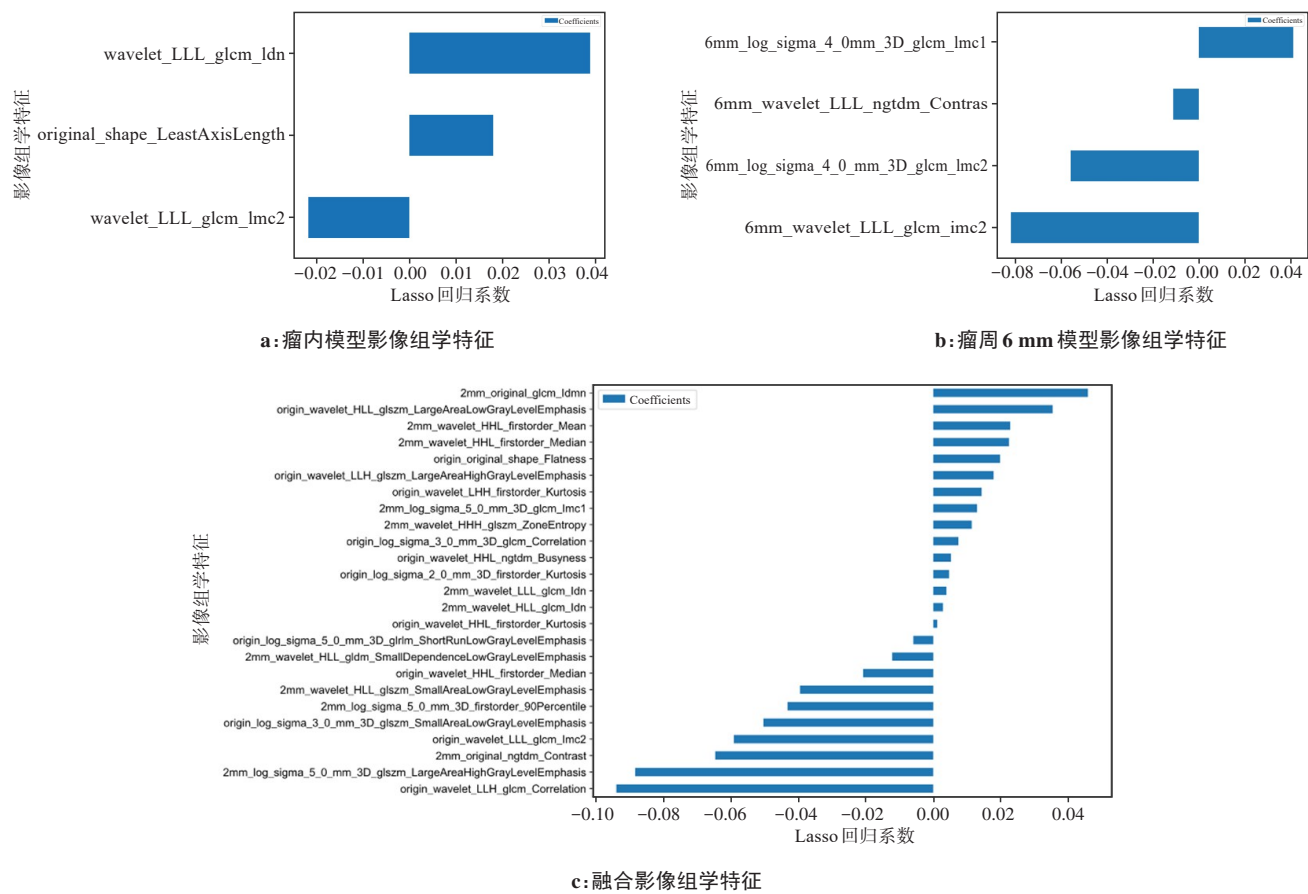 Coefficients
wavelet_LLL_glcm_ldn
original_shape_LeastAxisLength
wavelet_LLL_glcm_lmc2
影像组学特征
−0.02 −0.01 0.00 0.01 0.02 0.03 0.04
Lasso 回归系数
a:瘤内模型影像组学特征
Coefficients
6mm_log_sigma_4_0mm_3D_glcm_lmc1
6mm_wavelet_LLL_ngtdm_Contras
6mm_log_sigma_4_0_mm_3D_glcm_lmc2
6mm_wavelet_LLL_glcm_imc2
影像组学特征
−0.08 −0.06 −0.04 −0.02 0.00 0.02 0.04
Lasso 回归系数
b:瘤周 6 mm 模型影像组学特征
Coefficients
2mm_original_glcm_Idmn
origin_wavelet_HLL_glszm_LargeAreaLowGrayLevelEmphasis
2mm_wavelet_HHL_firstorder_Mean
2mm_wavelet_HHL_firstorder_Median
origin_original_shape_Flatness
origin_wavelet_LLH_glszm_LargeAreaHighGrayLevelEmphasis
origin_wavelet_LHH_firstorder_Kurtosis
2mm_log_sigma_5_0_mm_3D_glcm_Imc1
2mm_wavelet_HHH_glszm_ZoneEntropy
origin_log_sigma_3_0_mm_3D_glcm_Correlation
origin_wavelet_HHL_ngtdm_Busyness
origin_log_sigma_2_0_mm_3D_firstorder_Kurtosis
2mm_wavelet_LLL_glcm_Idn
2mm_wavelet_HLL_glcm_Idn
origin_wavelet_HHL_firstorder_Kurtosis
origin_log_sigma_5_0_mm_3D_glrlm_ShortRunLowGrayLevelEmphasis
2mm_wavelet_HLL_gldm_SmallDependenceLowGrayLevelEmphasis
origin_wavelet_HHL_firstorder_Median
2mm_wavelet_HLL_glszm_SmallAreaLowGrayLevelEmphasis
2mm_log_sigma_5_0_mm_3D_firstorder_90Percentile
origin_log_sigma_3_0_mm_3D_glszm_SmallAreaLowGrayLevelEmphasis
origin_wavelet_LLL_glcm_Imc2
2mm_original_ngtdm_Contrast
2mm_log_sigma_5_0_mm_3D_glszm_LargeAreaHighGrayLevelEmphasis
origin_wavelet_LLH_glcm_Correlation
影像组学特征
−0.10 −0.08 −0.06 −0.04 −0.02 0.00 0.02 0.04
Lasso 回归系数
c:融合影像组学特征